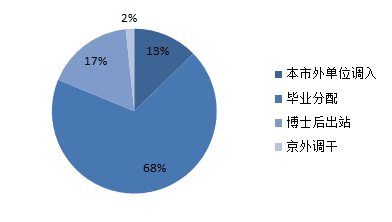 2%
13%
17%
68%
本市外单位调入
毕业分配
博士后出站
京外调干